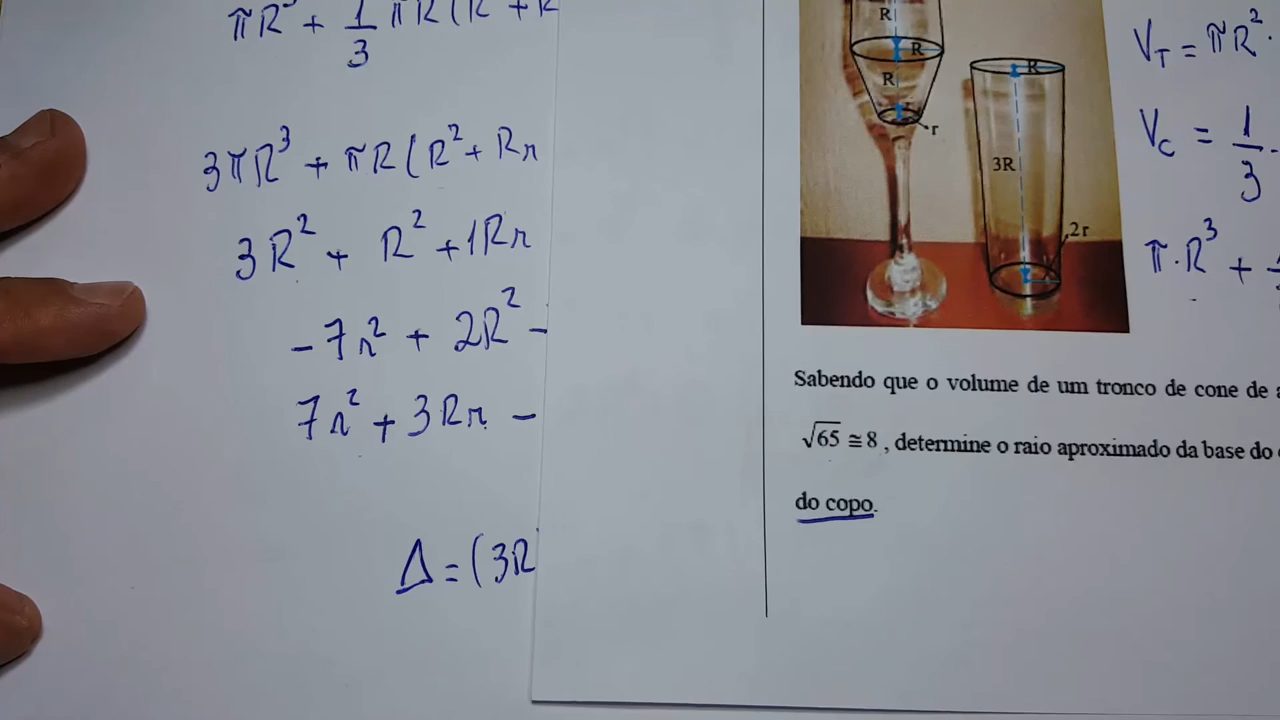 πR³ + 1/3 πR(R + R
3πR³ + πR(R² + Rr
3R² + R² + 1Rr
-7r² + 2R² -
7r² + 3Rr -
Δ = (3R
R
R
R
r
R
3R
2r
V_T = πR² ·
V_C = 1/3 ·
π·R³ +
Sabendo que o volume de um tronco de cone de
√65 ≅ 8 , determine o raio aproximado da base do
do copo.